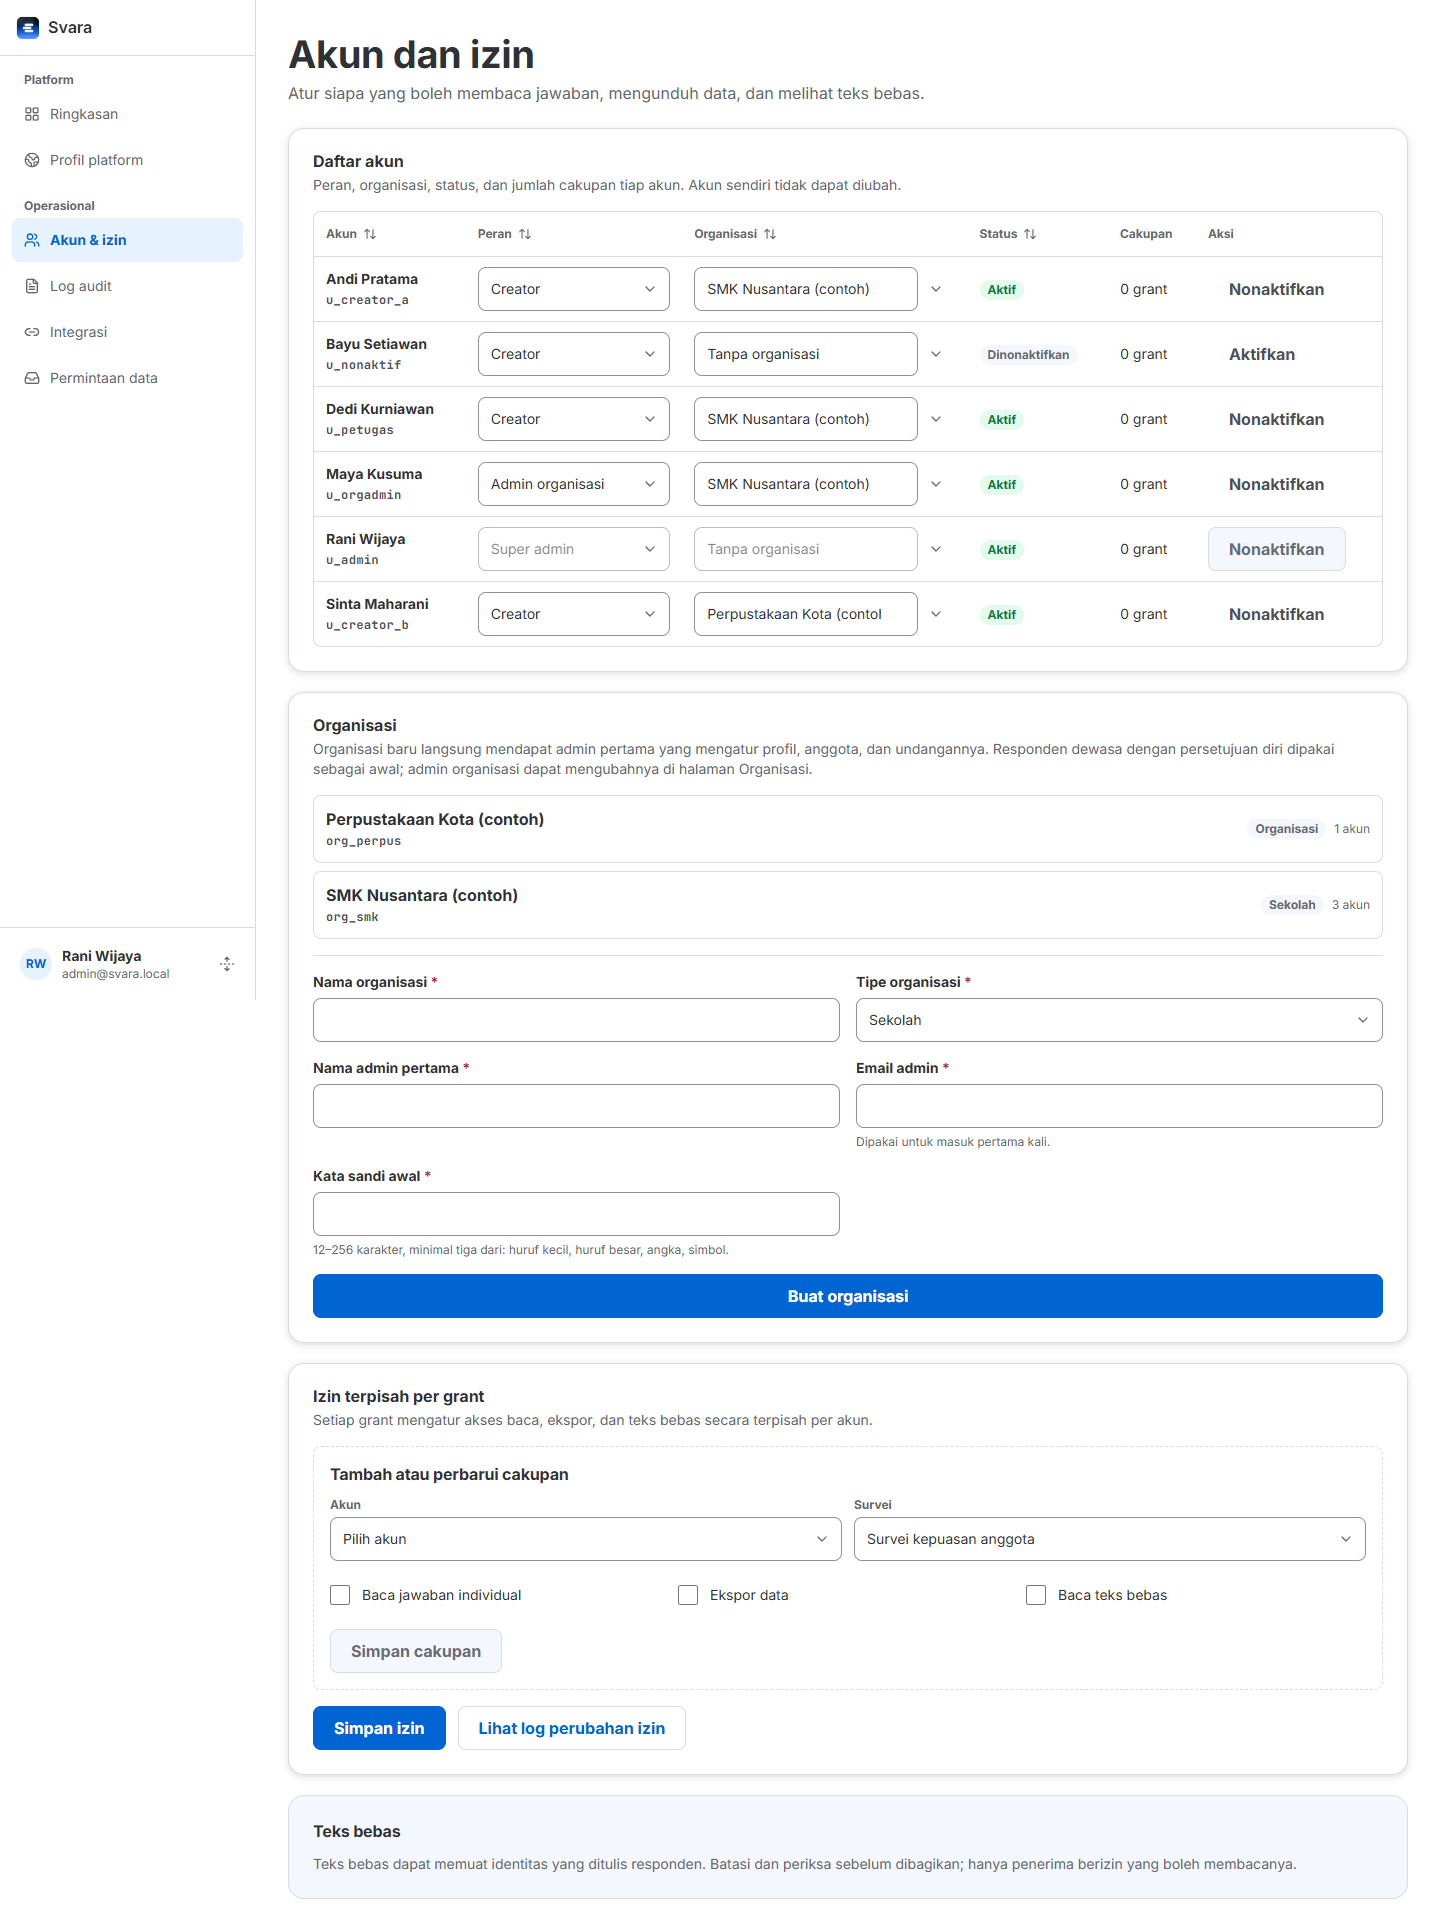 Svara
Platform
Ringkasan
Profil platform
Operasional
Akun & izin
Log audit
Integrasi
Permintaan data
RW
Rani Wijaya
admin@svara.local
Akun dan izin
Atur siapa yang boleh membaca jawaban, mengunduh data, dan melihat teks bebas.
Daftar akun
Peran, organisasi, status, dan jumlah cakupan tiap akun. Akun sendiri tidak dapat diubah.
Akun Peran Organisasi Status Cakupan Aksi
Andi Pratama
u_creator_a
Creator SMK Nusantara (contoh) Aktif 0 grant Nonaktifkan
Bayu Setiawan
u_nonaktif
Creator Tanpa organisasi Dinonaktifkan 0 grant Aktifkan
Dedi Kurniawan
u_petugas
Creator SMK Nusantara (contoh) Aktif 0 grant Nonaktifkan
Maya Kusuma
u_orgadmin
Admin organisasi SMK Nusantara (contoh) Aktif 0 grant Nonaktifkan
Rani Wijaya
u_admin
Super admin Tanpa organisasi Aktif 0 grant Nonaktifkan
Sinta Maharani
u_creator_b
Creator Perpustakaan Kota (contol Aktif 0 grant Nonaktifkan
Organisasi
Organisasi baru langsung mendapat admin pertama yang mengatur profil, anggota, dan undangannya. Responden dewasa dengan persetujuan diri dipakai
sebagai awal; admin organisasi dapat mengubahnya di halaman Organisasi.
Perpustakaan Kota (contoh)
org_perpus
Organisasi 1 akun
SMK Nusantara (contoh)
org_smk
Sekolah 3 akun
Nama organisasi *
Tipe organisasi *
Sekolah
Nama admin pertama *
Email admin *
Dipakai untuk masuk pertama kali.
Kata sandi awal *
12–256 karakter, minimal tiga dari: huruf kecil, huruf besar, angka, simbol.
Buat organisasi
Izin terpisah per grant
Setiap grant mengatur akses baca, ekspor, dan teks bebas secara terpisah per akun.
Tambah atau perbarui cakupan
Akun
Pilih akun
Survei
Survei kepuasan anggota
Baca jawaban individual
Ekspor data
Baca teks bebas
Simpan cakupan
Simpan izin
Lihat log perubahan izin
Teks bebas
Teks bebas dapat memuat identitas yang ditulis responden. Batasi dan periksa sebelum dibagikan; hanya penerima berizin yang boleh membacanya.